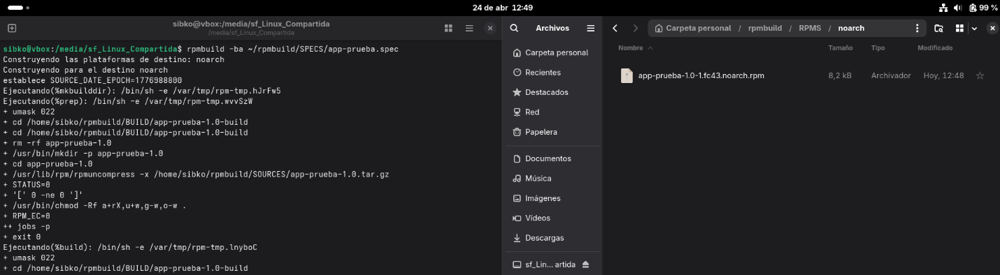 24 de abr 12:49
99 %
sibko@vbox:/media/sf_Linux_Compartida
/media/sf_Linux_Compartida
sibko@vbox:/media/sf_Linux_Compartida$ rpmbuild -ba ~/rpmbuild/SPECS/app-prueba.spec
Construyendo las plataformas de destino: noarch
Construyendo para el destino noarch
establece SOURCE_DATE_EPOCH=1776988800
Ejecutando(%mkbuilddir): /bin/sh -e /var/tmp/rpm-tmp.hJrFw5
Ejecutando(%prep): /bin/sh -e /var/tmp/rpm-tmp.wvvSzW
+ umask 022
+ cd /home/sibko/rpmbuild/BUILD/app-prueba-1.0-build
+ cd /home/sibko/rpmbuild/BUILD/app-prueba-1.0-build
+ rm -rf app-prueba-1.0
+ /usr/bin/mkdir -p app-prueba-1.0
+ cd app-prueba-1.0
+ /usr/lib/rpm/rpmuncompress -x /home/sibko/rpmbuild/SOURCES/app-prueba-1.0.tar.gz
+ STATUS=0
+ '[' 0 -ne 0 ']'
+ /usr/bin/chmod -Rf a+rX,u+w,g-w,o-w .
+ RPM_EC=0
++ jobs -p
+ exit 0
Ejecutando(%build): /bin/sh -e /var/tmp/rpm-tmp.lnyboC
+ umask 022
+ cd /home/sibko/rpmbuild/BUILD/app-prueba-1.0-build
Archivos
Carpeta personal
Recientes
Destacados
Red
Papelera
Documentos
Música
Imágenes
Vídeos
Descargas
sf_Lin... artida
Carpeta personal / rpmbuild / RPMS / noarch
Nombre Tamaño Tipo Modificado
app-prueba-1.0-1.fc43.noarch.rpm 8,2 kB Archivador Hoy, 12:48